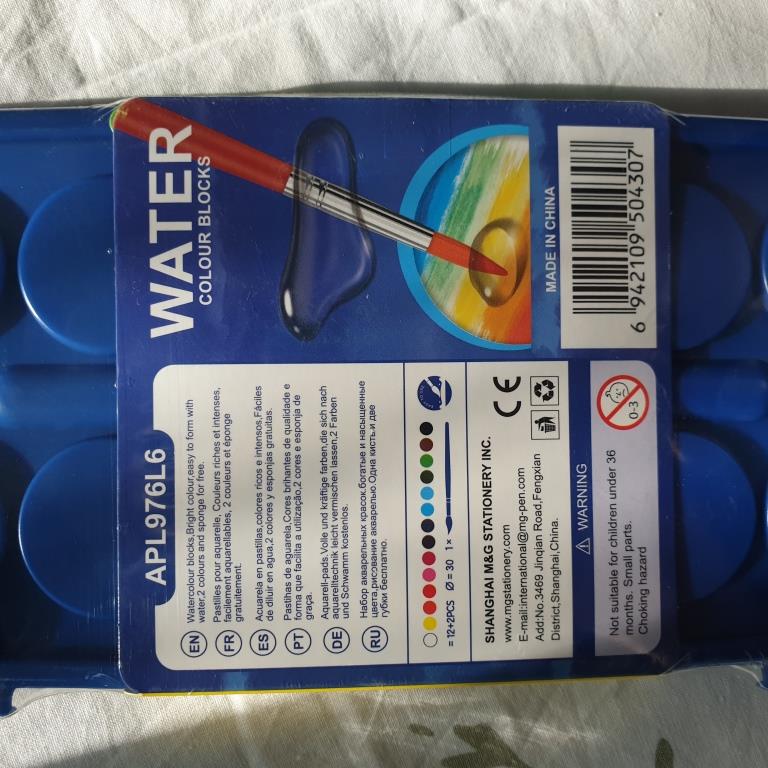 WATER
COLOUR BLOCKS
MADE IN CHINA
6 942109 504307
APL976L6
EN Watercolour blocks.Bright colour,easy to form with
water,2 colours and sponge for free.
FR Pastilles pour aquarelle, Couleurs riches et intenses,
facilement aquarellables, 2 couleurs et éponge
gratuitement.
ES Acuarela en pastillas,colores ricos e intensos.Fáciles
de diluir en agua,2 colores y esponjas gratuitas.
PT Pastihas de aguarela,Cores brihantes de qualidade e
forma que facilita a utilização,2 cores e esponja de
graça.
DE Aquarell-pads.Volle und kräftige farben,die sich nach
aquarelltechnik leicht vermischen lassen,2 Farben
und Schwamm kostenlos.
RU Набор акварельных красок.богатые и насыщенные
цвета,рисование акварелью.Одна кисть.и две
губки бесплатно.
= 12+2PCS Ø = 30 1×
SHANGHAI M&G STATIONERY INC.
www.mgstationery.com
E-mail:international@mg-pen.com
Add:No.3469 Jinqian Road,Fengxian
District,Shanghai,China.
CE
⚠ WARNING
Not suitable for children under 36
months. Small parts.
Choking hazard
0-3